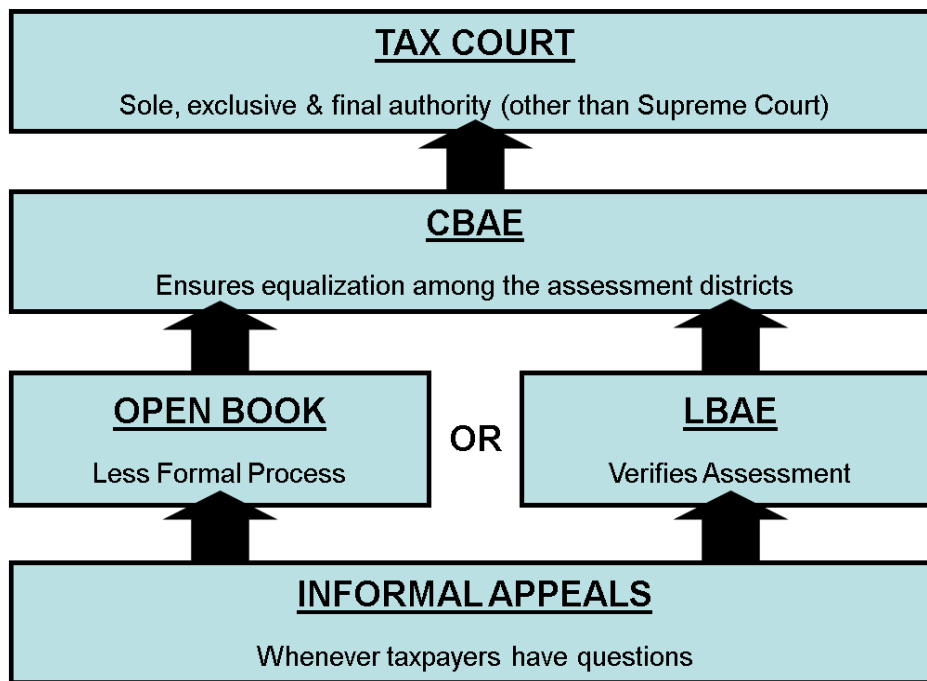 TAX COURT
Sole, exclusive & final authority (other than Supreme Court)
CBAE
Ensures equalization among the assessment districts
OPEN BOOK
Less Formal Process
OR
LBAE
Verifies Assessment
INFORMAL APPEALS
Whenever taxpayers have questions